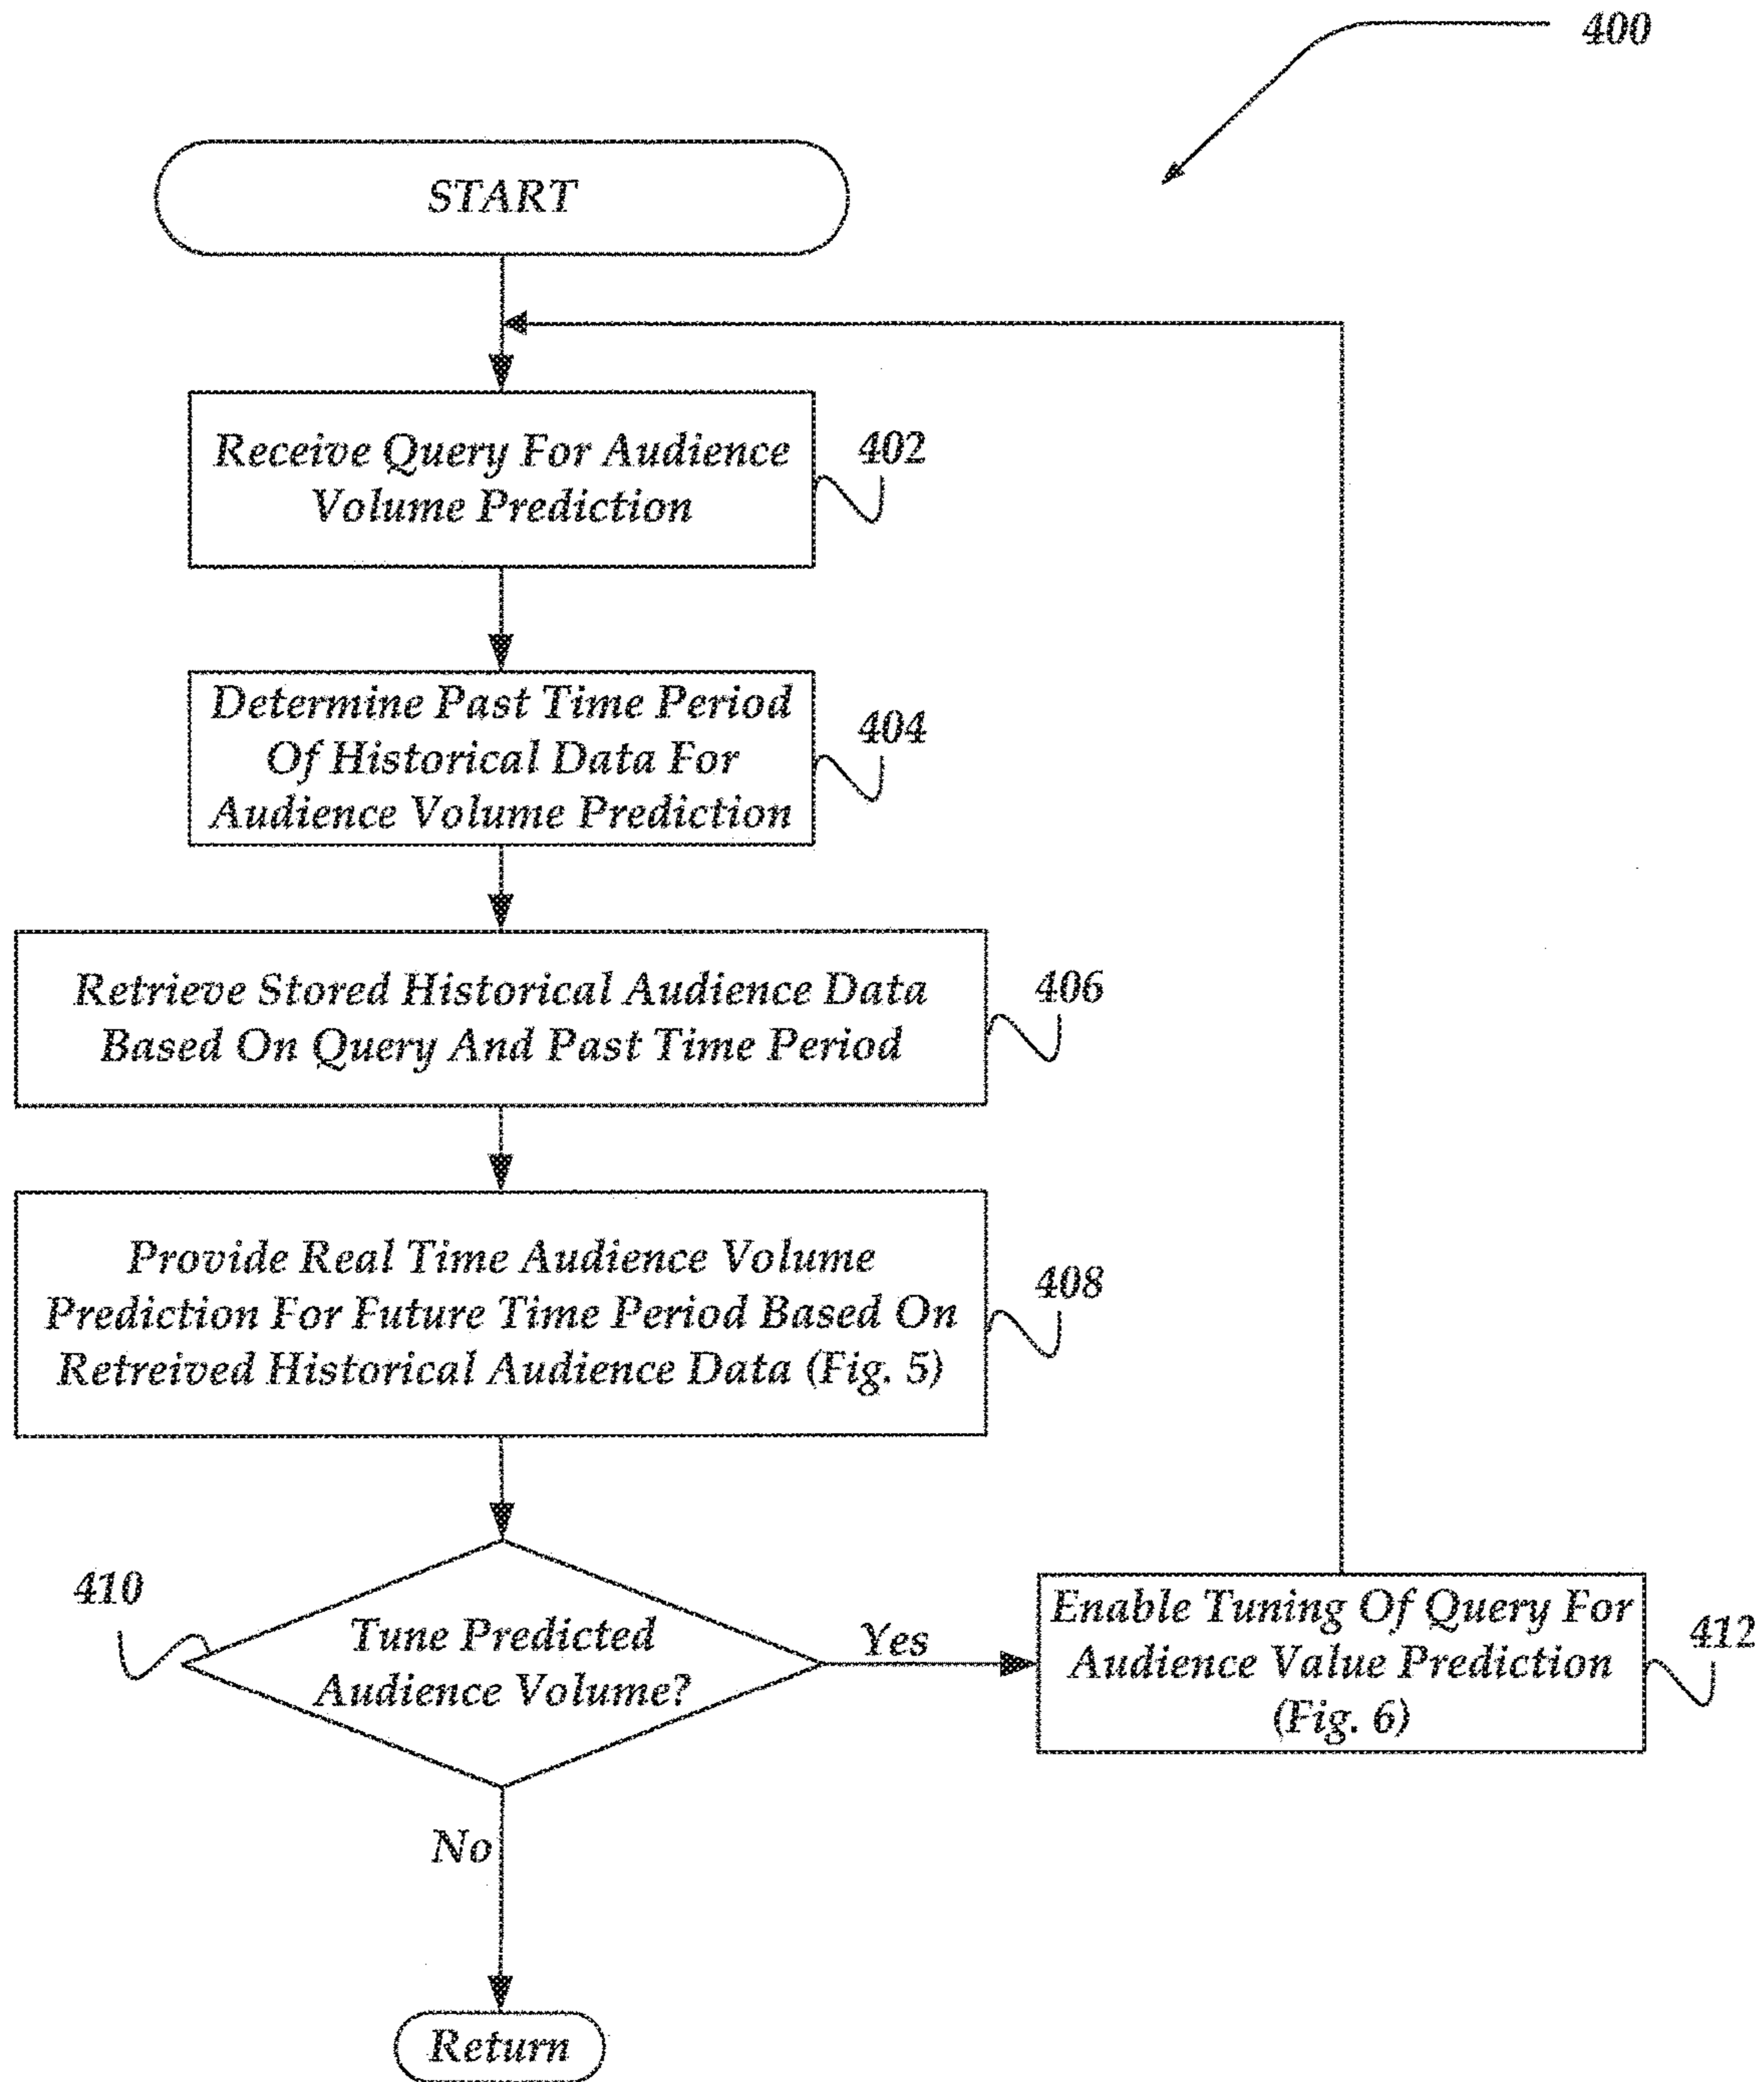 400
START
Receive Query For Audience
Volume Prediction
402
Determine Past Time Period
Of Historical Data For
Audience Volume Prediction
404
Retrieve Stored Historical Audience Data
Based On Query And Past Time Period
406
Provide Real Time Audience Volume
Prediction For Future Time Period Based On
Retreived Historical Audience Data (Fig. 5)
408
410
Tune Predicted
Audience Volume?
Yes
Enable Tuning Of Query For
Audience Value Prediction
(Fig. 6)
412
No
Return